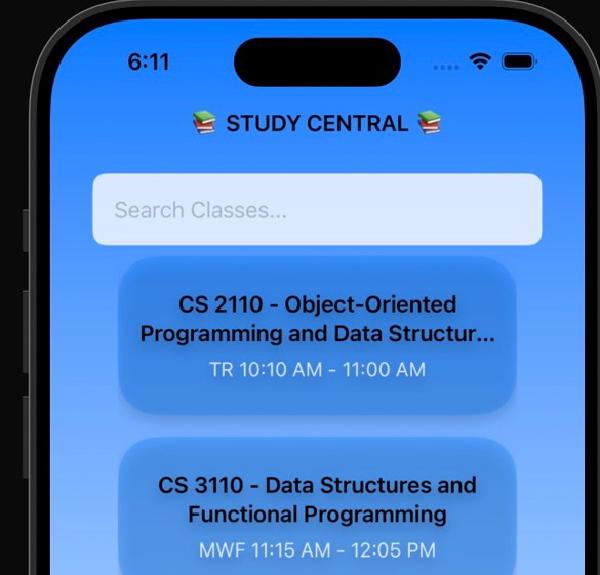 6:11
📚 STUDY CENTRAL 📚
Search Classes...
CS 2110 - Object-Oriented
Programming and Data Structur...
TR 10:10 AM - 11:00 AM
CS 3110 - Data Structures and
Functional Programming
MWF 11:15 AM - 12:05 PM